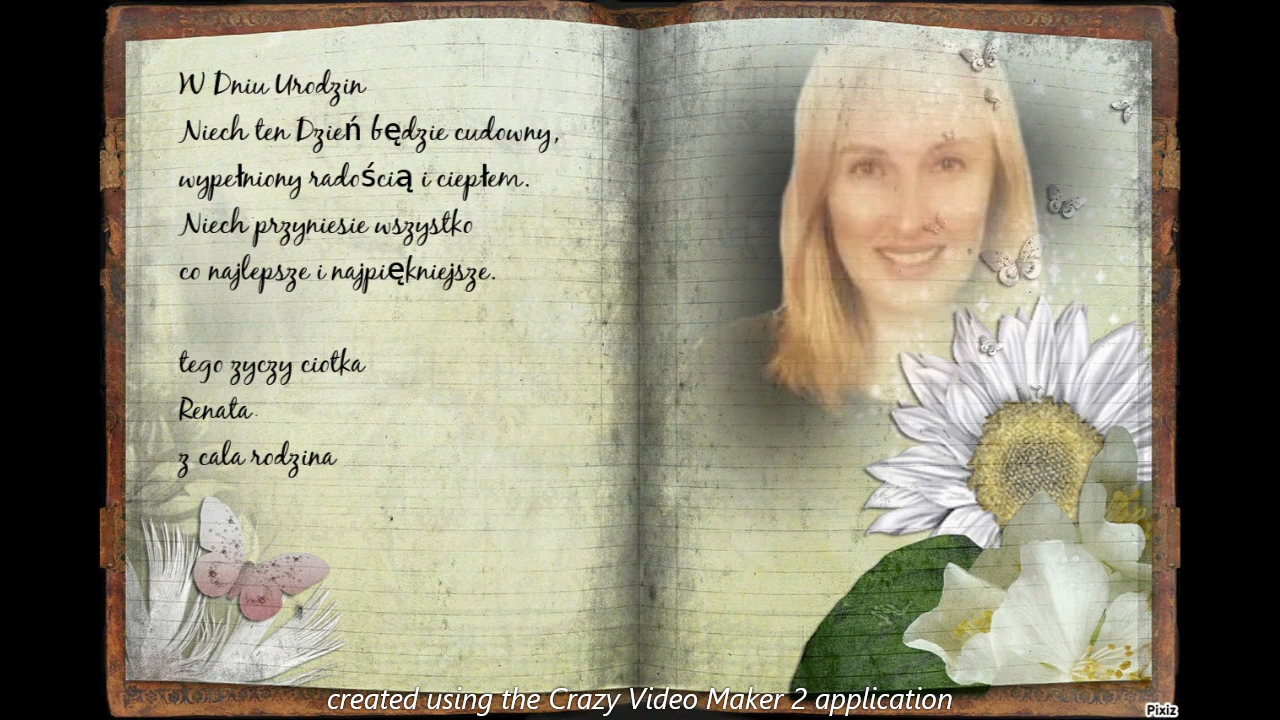 W Dniu Urodzin
Niech ten Dzień będzie cudowny,
wypełniony radością i ciepłem.
Niech przyniesie wszystko
co najlepsze i najpiękniejsze.
tego zyczy ciotka
Renata
z cala rodzina
created using the Crazy Video Maker 2 application
Pixiz